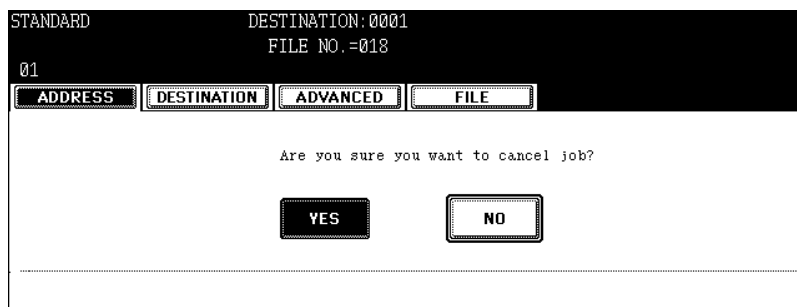 STANDARD DESTINATION:0001
FILE NO.=018
01
ADDRESS DESTINATION ADVANCED FILE
Are you sure you want to cancel job?
YES NO